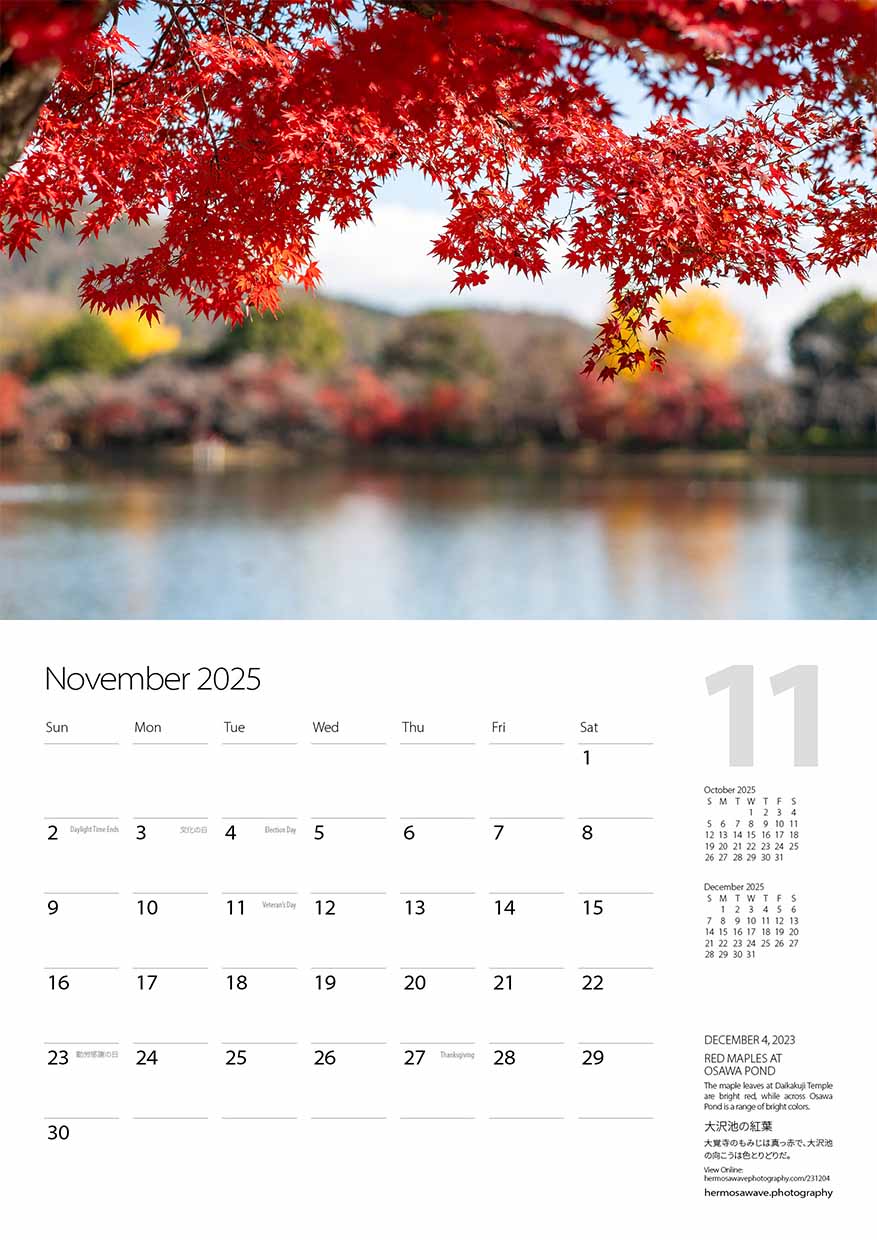 November 2025
11
Sun Mon Tue Wed Thu Fri Sat
1
2 Daylight Time Ends 3 文化の日 4 Election Day 5 6 7 8
9 10 11 Veteran's Day 12 13 14 15
16 17 18 19 20 21 22
23 勤労感謝の日 24 25 26 27 Thanksgiving 28 29
30
October 2025
S M T W T F S
1 2 3 4
5 6 7 8 9 10 11
12 13 14 15 16 17 18
19 20 21 22 23 24 25
26 27 28 29 30 31
December 2025
S M T W T F S
1 2 3 4 5 6
7 8 9 10 11 12 13
14 15 16 17 18 19 20
21 22 23 24 25 26 27
28 29 30 31
DECEMBER 4, 2023
RED MAPLES AT
OSAWA POND
The maple leaves at Daikakuji Temple
are bright red, while across Osawa
Pond is a range of bright colors.
大沢池の紅葉
大覚寺のもみじは真っ赤で、大沢池
の向こうは色とりどりだ。
View Online:
hermosawavephotography.com/231204
hermosawave.photography